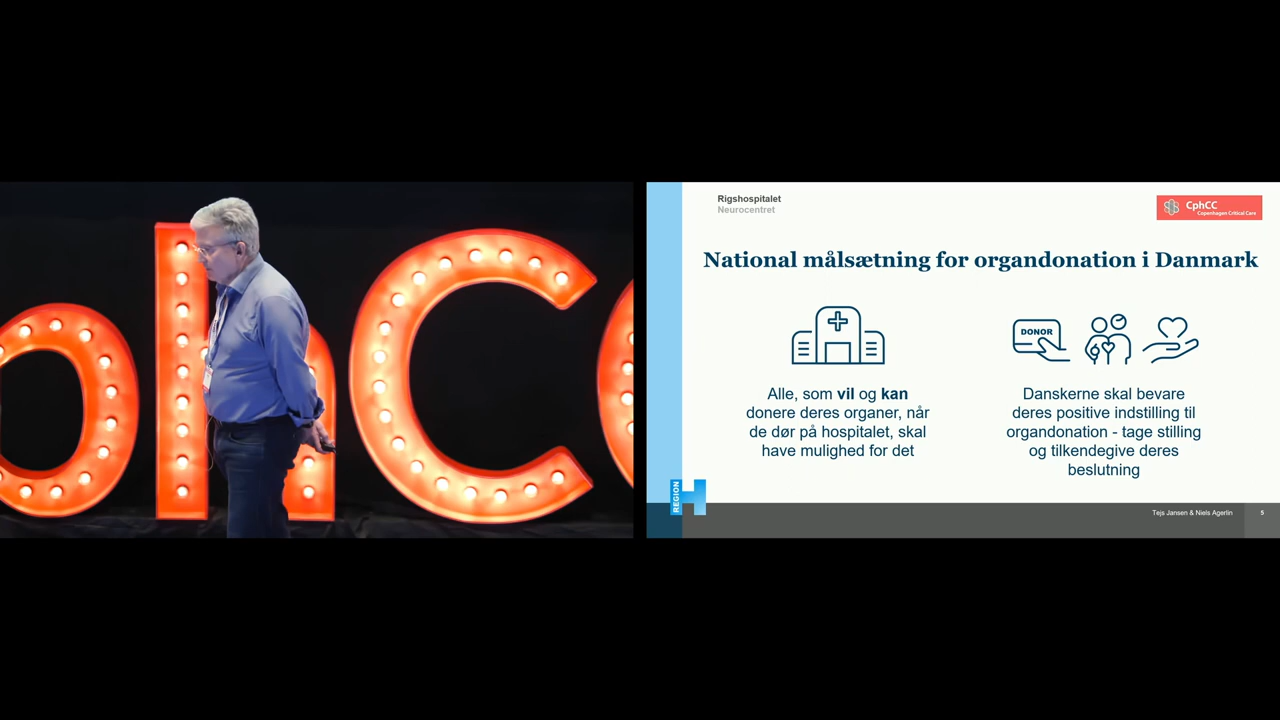 phC
Rigshospitalet
Neurocentret
CphCC
Copenhagen Critical Care
National målsætning for organdonation i Danmark
DONOR
Alle, som vil og kan
donere deres organer, når
de dør på hospitalet, skal
have mulighed for det
Danskerne skal bevare
deres positive indstilling til
organdonation - tage stilling
og tilkendegive deres
beslutning
REGION H
Tejs Jansen & Niels Agerlin
5